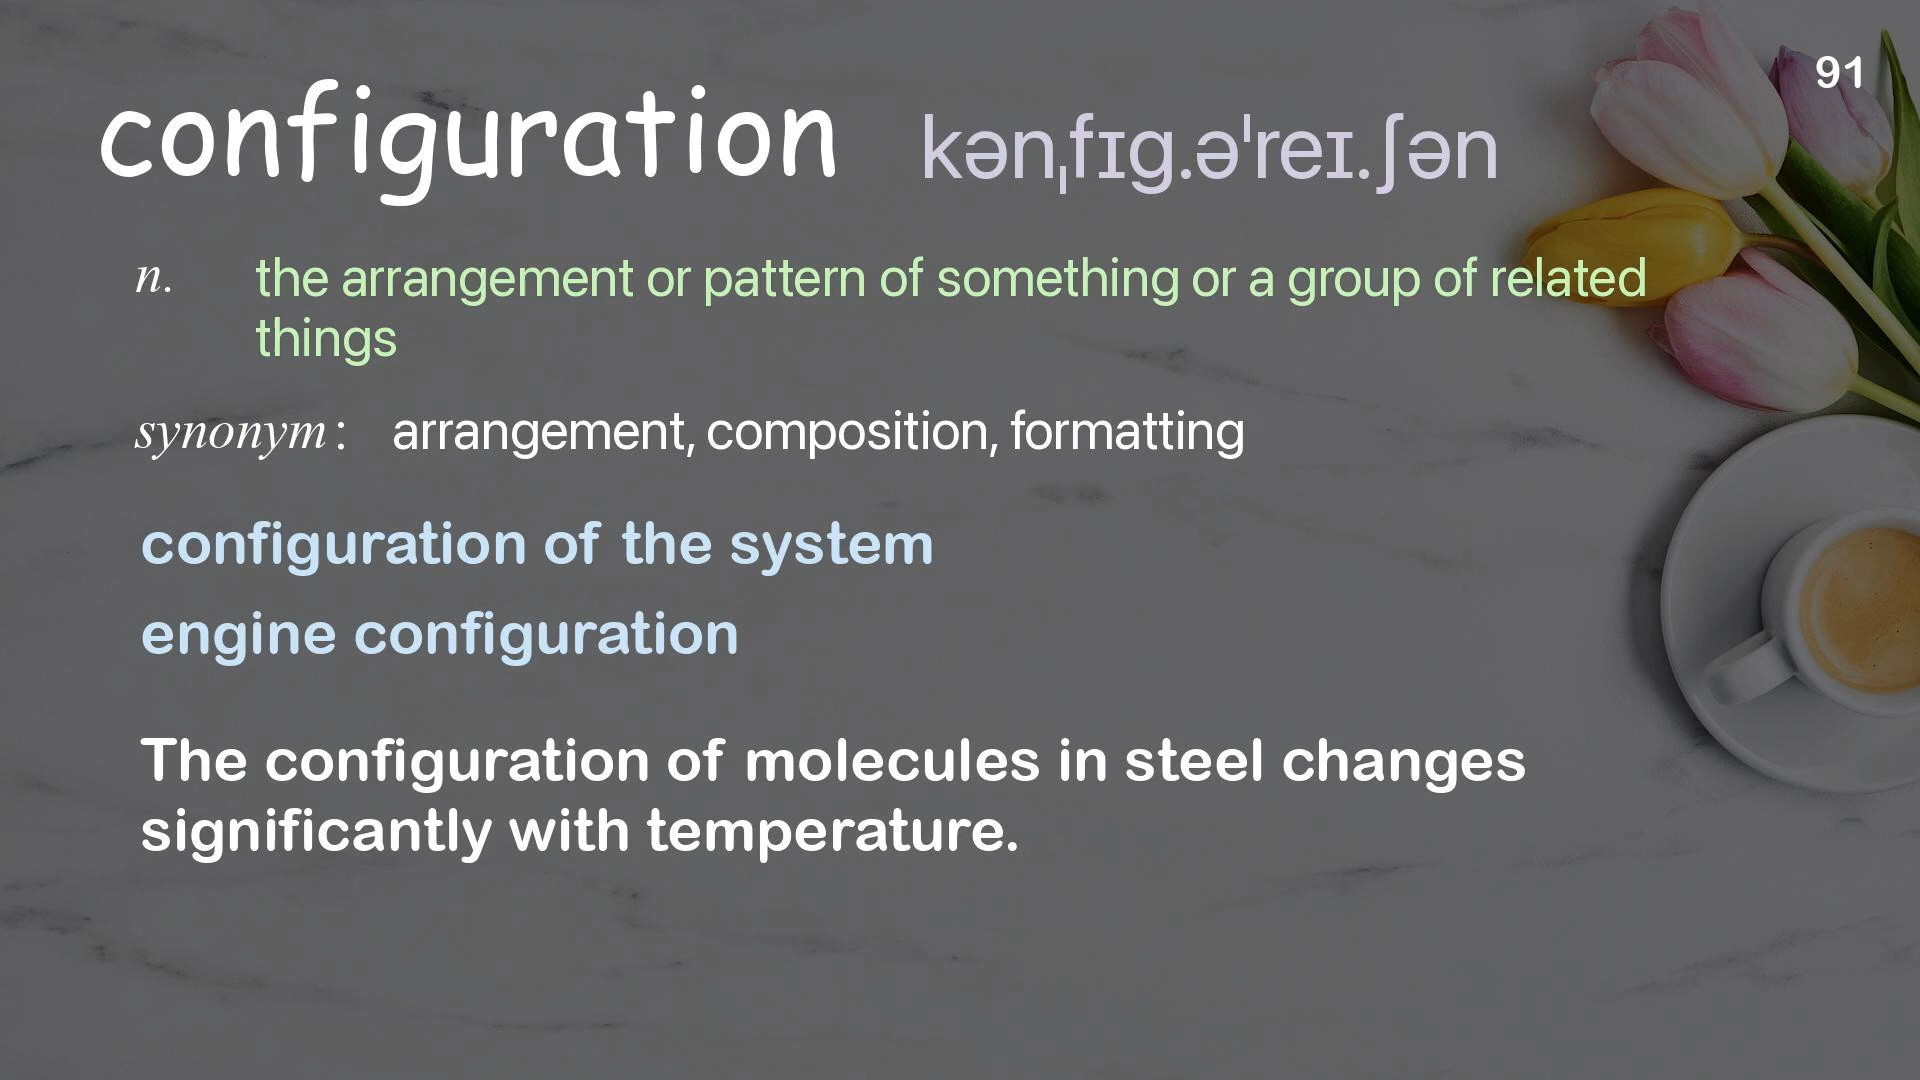 91
configuration kənˌfɪg.əˈreɪ.ʃən
n. the arrangement or pattern of something or a group of related
things
synonym: arrangement, composition, formatting
configuration of the system
engine configuration
The configuration of molecules in steel changes
significantly with temperature.